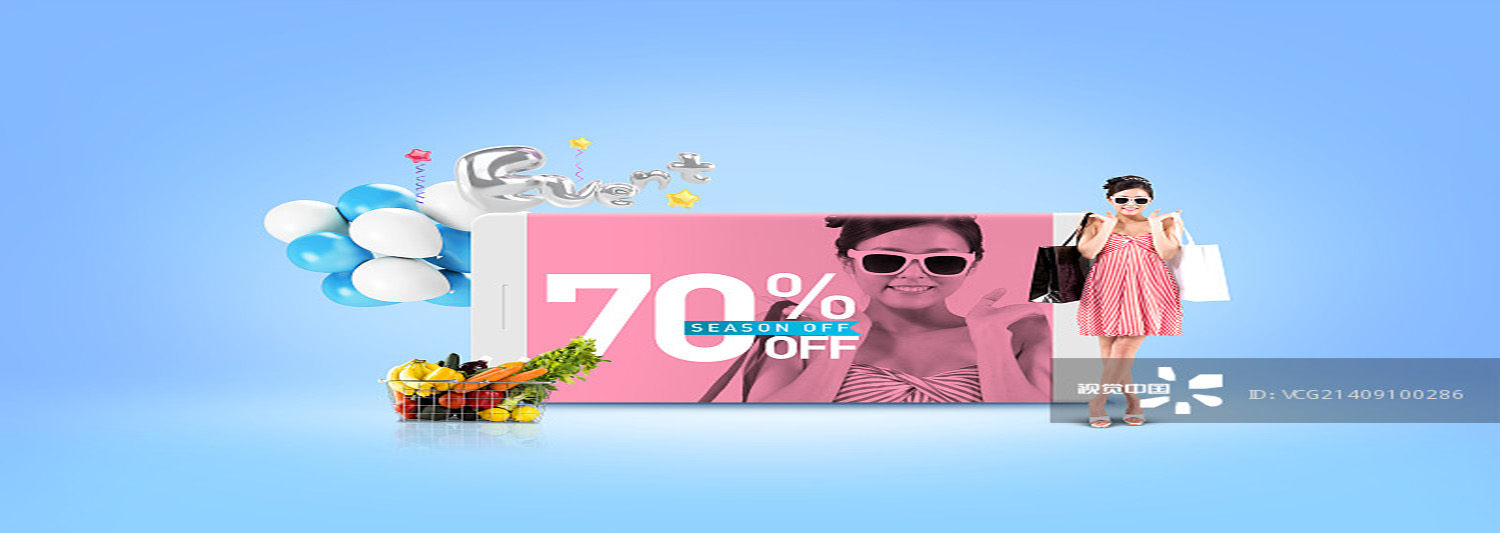 Event
70%
SEASON OFF
OFF
视觉中国
ID: VCG21409100286